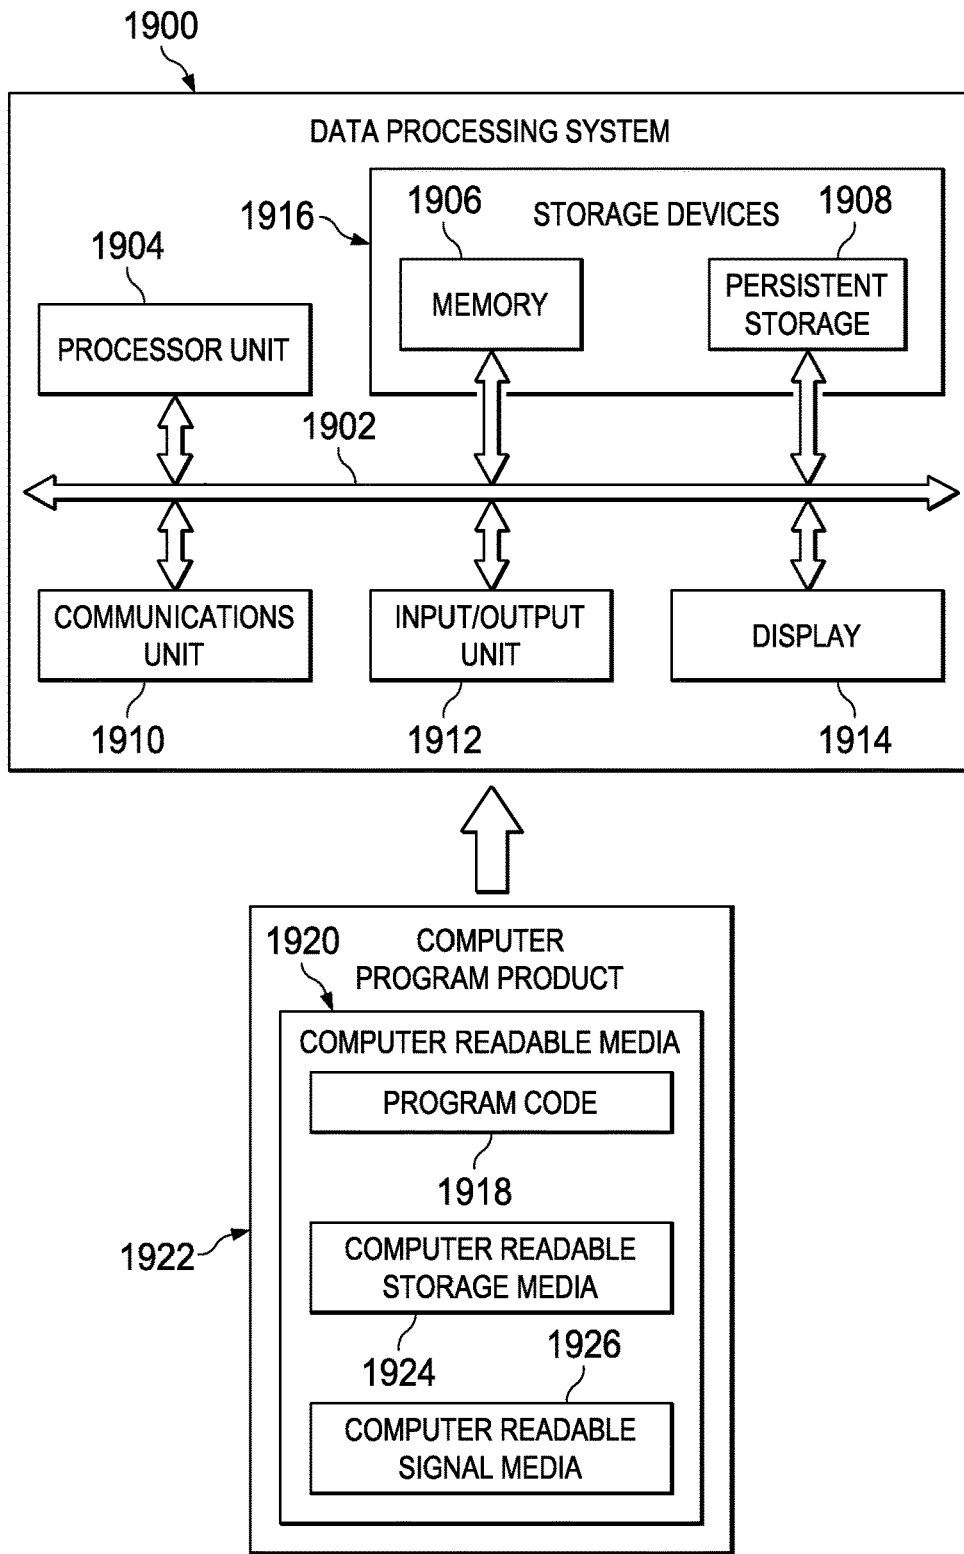 1900
DATA PROCESSING SYSTEM
1916
1906
STORAGE DEVICES
1908
1904
MEMORY
PERSISTENT
STORAGE
PROCESSOR UNIT
1902
COMMUNICATIONS
UNIT
INPUT/OUTPUT
UNIT
DISPLAY
1910
1912
1914
1920
COMPUTER
PROGRAM PRODUCT
COMPUTER READABLE MEDIA
PROGRAM CODE
1918
1922
COMPUTER READABLE
STORAGE MEDIA
1924
1926
COMPUTER READABLE
SIGNAL MEDIA